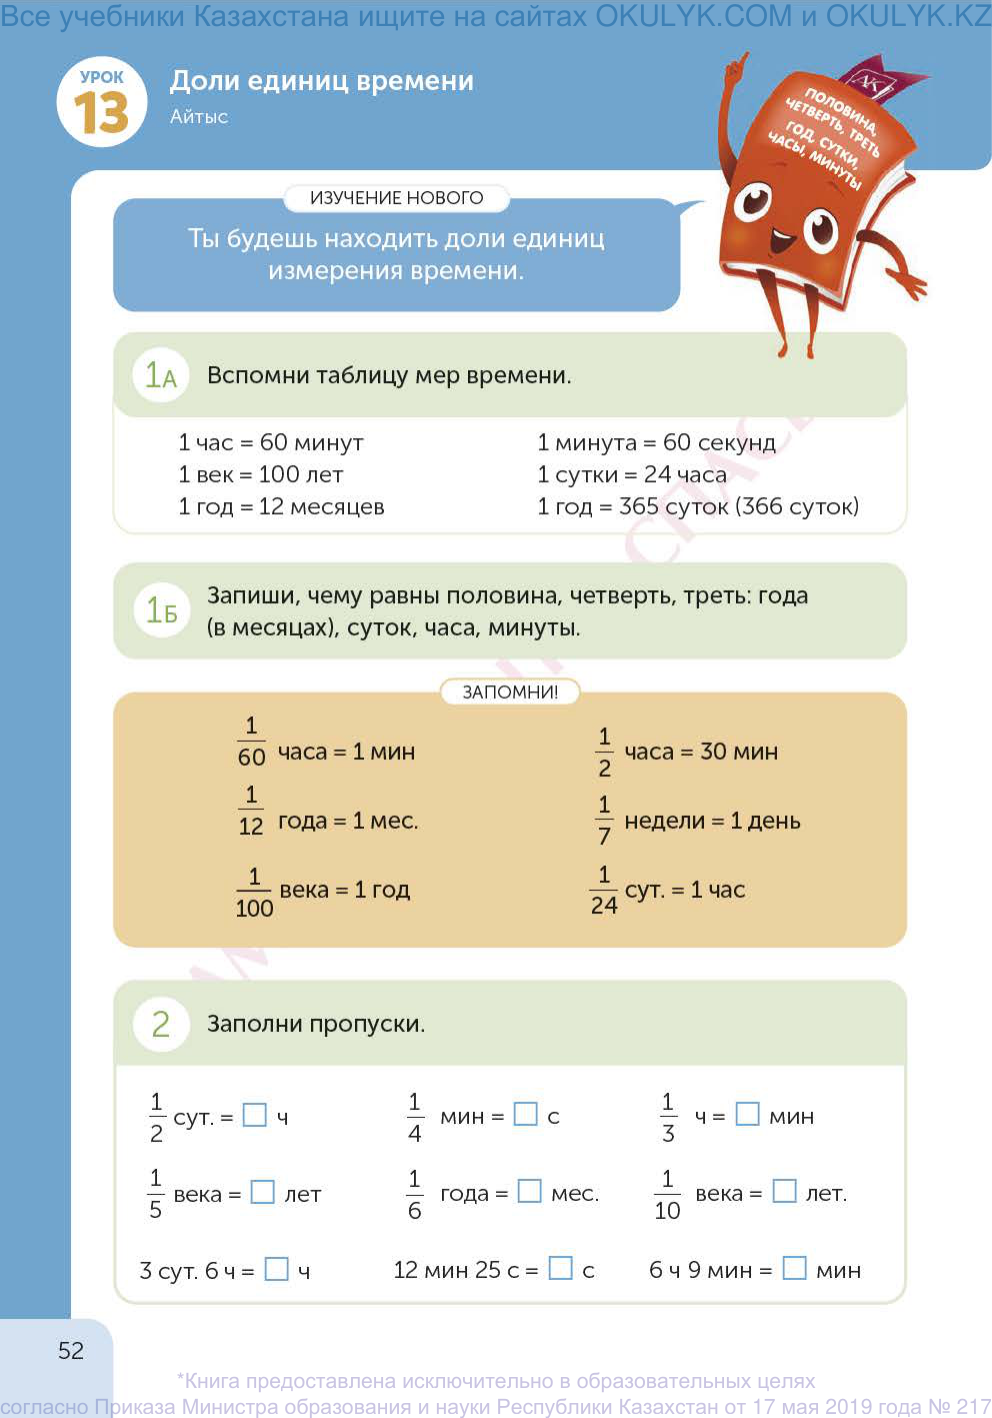 Все учебники Казахстана ищите на сайтах OKULYK.COM и OKULYK.KZ
УРОК
13
Доли единиц времени
Айтыс
АК
ПОЛОВИНА,
ЧЕТВЕРТЬ, ТРЕТЬ
ГОД, СУТКИ,
ЧАСЫ, МИНУТЫ
ИЗУЧЕНИЕ НОВОГО
Ты будешь находить доли единиц
измерения времени.
1А Вспомни таблицу мер времени.
1 час = 60 минут 1 минута = 60 секунд
1 век = 100 лет 1 сутки = 24 часа
1 год = 12 месяцев 1 год = 365 суток (366 суток)
1Б Запиши, чему равны половина, четверть, треть: года
(в месяцах), суток, часа, минуты.
ЗАПОМНИ!
1/60 часа = 1 мин 1/2 часа = 30 мин
1/12 года = 1 мес. 1/7 недели = 1 день
1/100 века = 1 год 1/24 сут. = 1 час
2 Заполни пропуски.
1/2 сут. = □ ч 1/4 мин = □ с 1/3 ч = □ мин
1/5 века = □ лет 1/6 года = □ мес. 1/10 века = □ лет.
3 сут. 6 ч = □ ч 12 мин 25 с = □ с 6 ч 9 мин = □ мин
52
*Книга предоставлена исключительно в образовательных целях
согласно Приказа Министра образования и науки Республики Казахстан от 17 мая 2019 года № 217